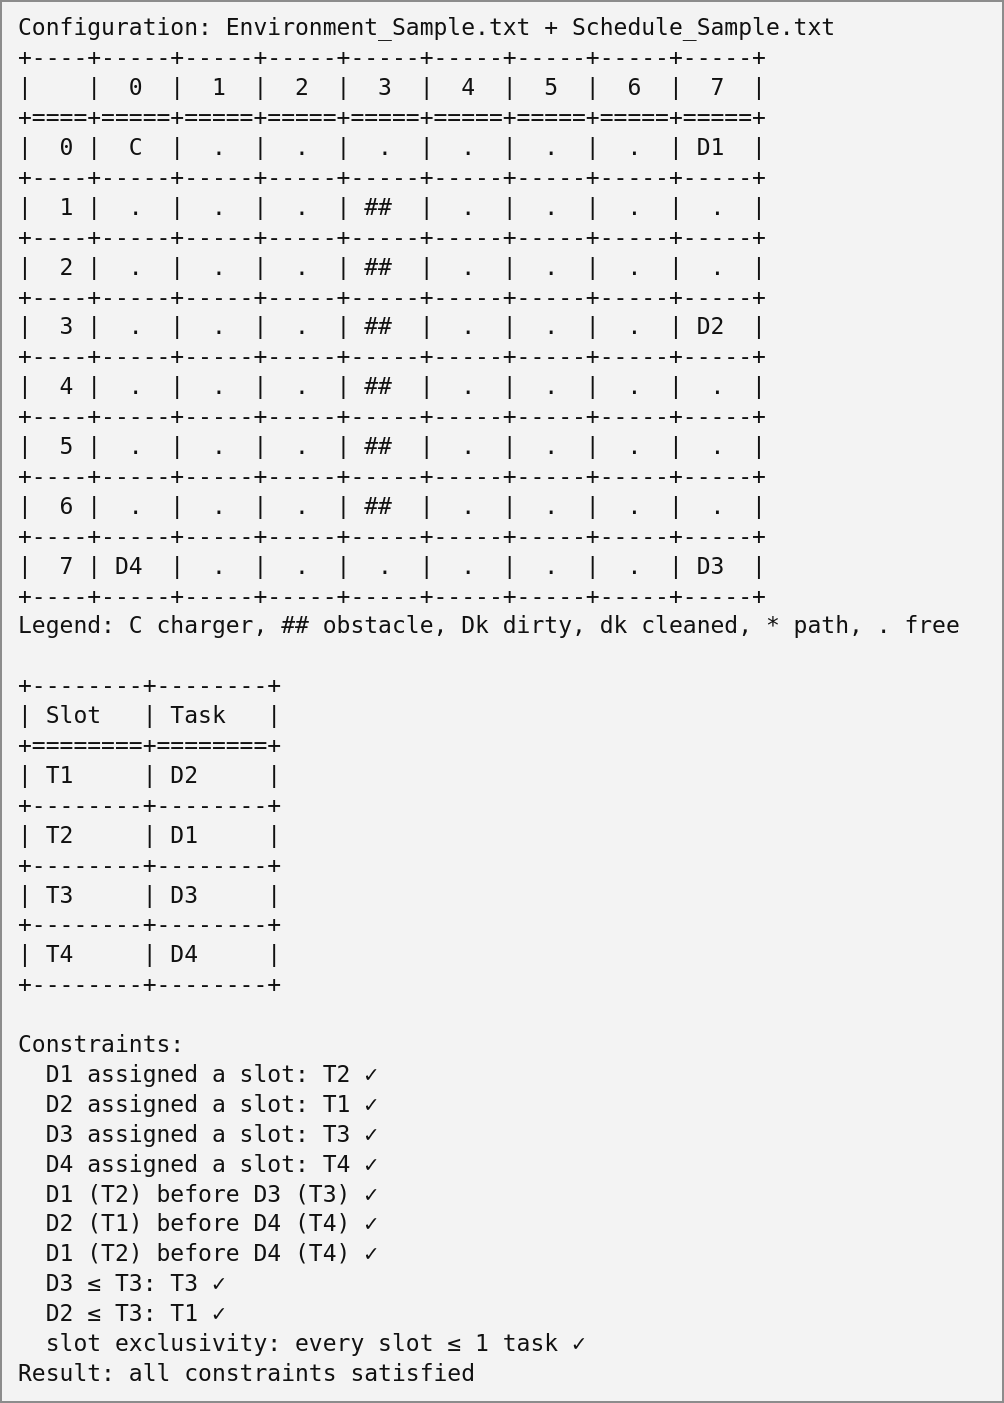 Configuration: Environment_Sample.txt + Schedule_Sample.txt
+----+-----+-----+-----+-----+-----+-----+-----+-----+
|    |  0  |  1  |  2  |  3  |  4  |  5  |  6  |  7  |
+====+=====+=====+=====+=====+=====+=====+=====+=====+
|  0 |  C  |  .  |  .  |  .  |  .  |  .  |  .  | D1  |
+----+-----+-----+-----+-----+-----+-----+-----+-----+
|  1 |  .  |  .  |  .  | ##  |  .  |  .  |  .  |  .  |
+----+-----+-----+-----+-----+-----+-----+-----+-----+
|  2 |  .  |  .  |  .  | ##  |  .  |  .  |  .  |  .  |
+----+-----+-----+-----+-----+-----+-----+-----+-----+
|  3 |  .  |  .  |  .  | ##  |  .  |  .  |  .  | D2  |
+----+-----+-----+-----+-----+-----+-----+-----+-----+
|  4 |  .  |  .  |  .  | ##  |  .  |  .  |  .  |  .  |
+----+-----+-----+-----+-----+-----+-----+-----+-----+
|  5 |  .  |  .  |  .  | ##  |  .  |  .  |  .  |  .  |
+----+-----+-----+-----+-----+-----+-----+-----+-----+
|  6 |  .  |  .  |  .  | ##  |  .  |  .  |  .  |  .  |
+----+-----+-----+-----+-----+-----+-----+-----+-----+
|  7 | D4  |  .  |  .  |  .  |  .  |  .  |  .  | D3  |
+----+-----+-----+-----+-----+-----+-----+-----+-----+
Legend: C charger, ## obstacle, Dk dirty, dk cleaned, * path, . free

+--------+--------+
| Slot   | Task   |
+========+========+
| T1     | D2     |
+--------+--------+
| T2     | D1     |
+--------+--------+
| T3     | D3     |
+--------+--------+
| T4     | D4     |
+--------+--------+

Constraints:
  D1 assigned a slot: T2 ✓
  D2 assigned a slot: T1 ✓
  D3 assigned a slot: T3 ✓
  D4 assigned a slot: T4 ✓
  D1 (T2) before D3 (T3) ✓
  D2 (T1) before D4 (T4) ✓
  D1 (T2) before D4 (T4) ✓
  D3 ≤ T3: T3 ✓
  D2 ≤ T3: T1 ✓
  slot exclusivity: every slot ≤ 1 task ✓
Result: all constraints satisfied